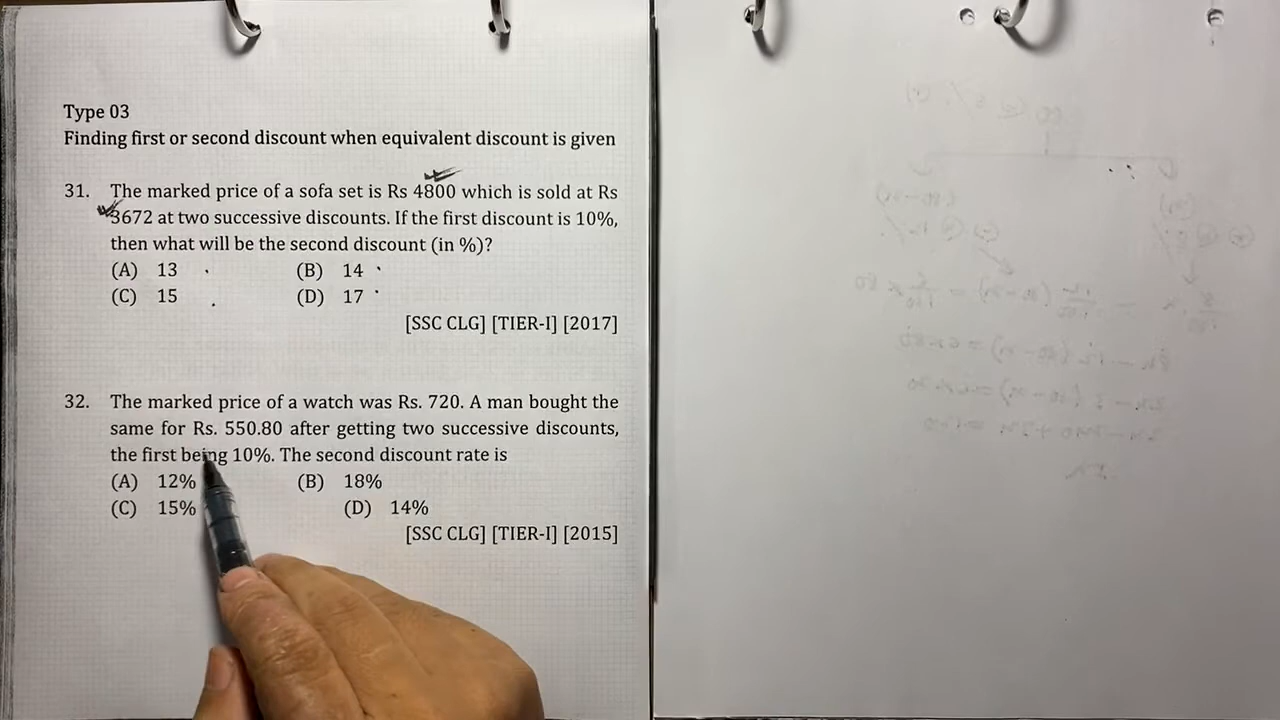 Type 03
Finding first or second discount when equivalent discount is given
31. The marked price of a sofa set is Rs 4800 which is sold at Rs
3672 at two successive discounts. If the first discount is 10%,
then what will be the second discount (in %)?
(A) 13 (B) 14
(C) 15 (D) 17
[SSC CLG] [TIER-I] [2017]
32. The marked price of a watch was Rs. 720. A man bought the
same for Rs. 550.80 after getting two successive discounts,
the first being 10%. The second discount rate is
(A) 12% (B) 18%
(C) 15% (D) 14%
[SSC CLG] [TIER-I] [2015]